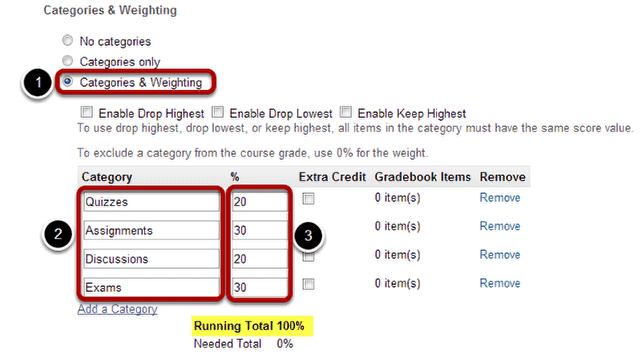 Categories & Weighting
No categories
Categories only
1 Categories & Weighting
Enable Drop Highest Enable Drop Lowest Enable Keep Highest
To use drop highest, drop lowest, or keep highest, all items in the category must have the same score value.
To exclude a category from the course grade, use 0% for the weight.
Category % Extra Credit Gradebook Items Remove
Quizzes 20 0 item(s) Remove
2 Assignments 30 3 0 item(s) Remove
Discussions 20 0 item(s) Remove
Exams 30 0 item(s) Remove
Add a Category
Running Total 100%
Needed Total 0%